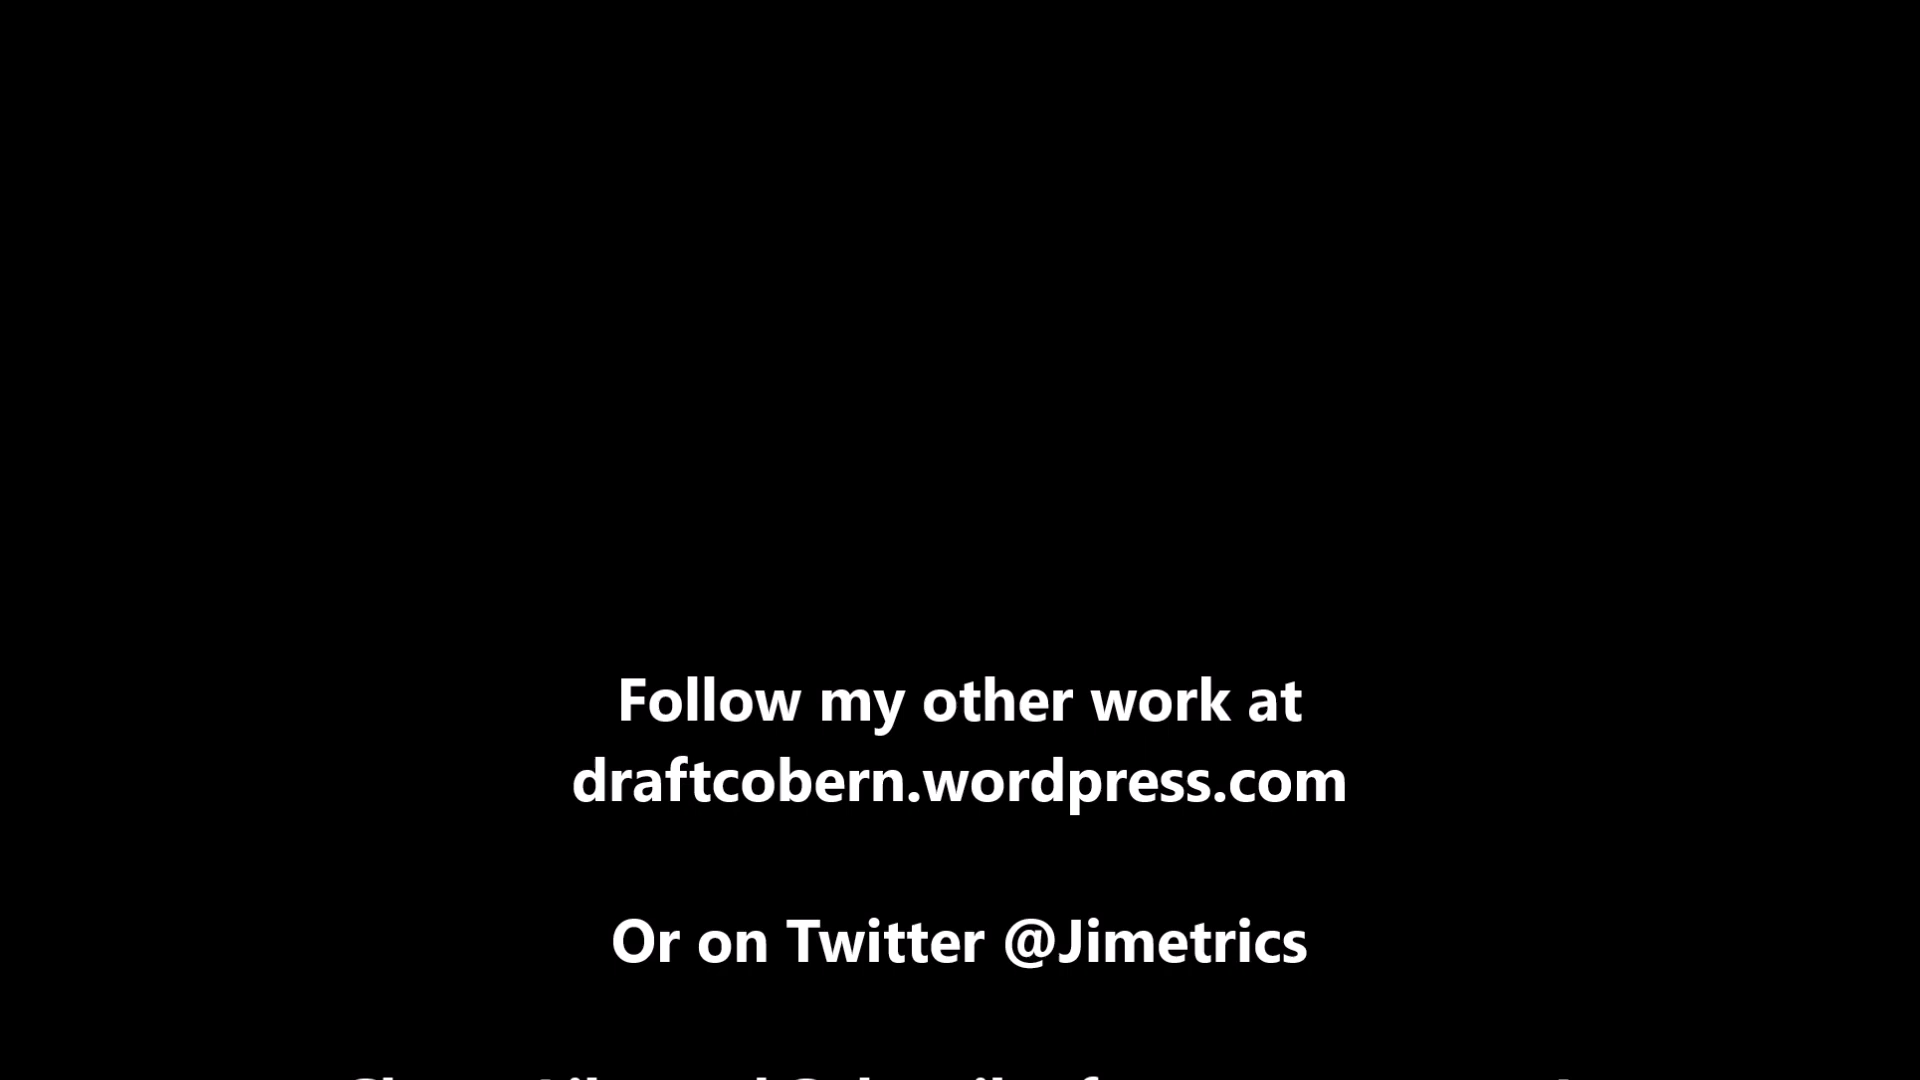 Follow my other work at
draftcobern.wordpress.com
Or on Twitter @Jimetrics